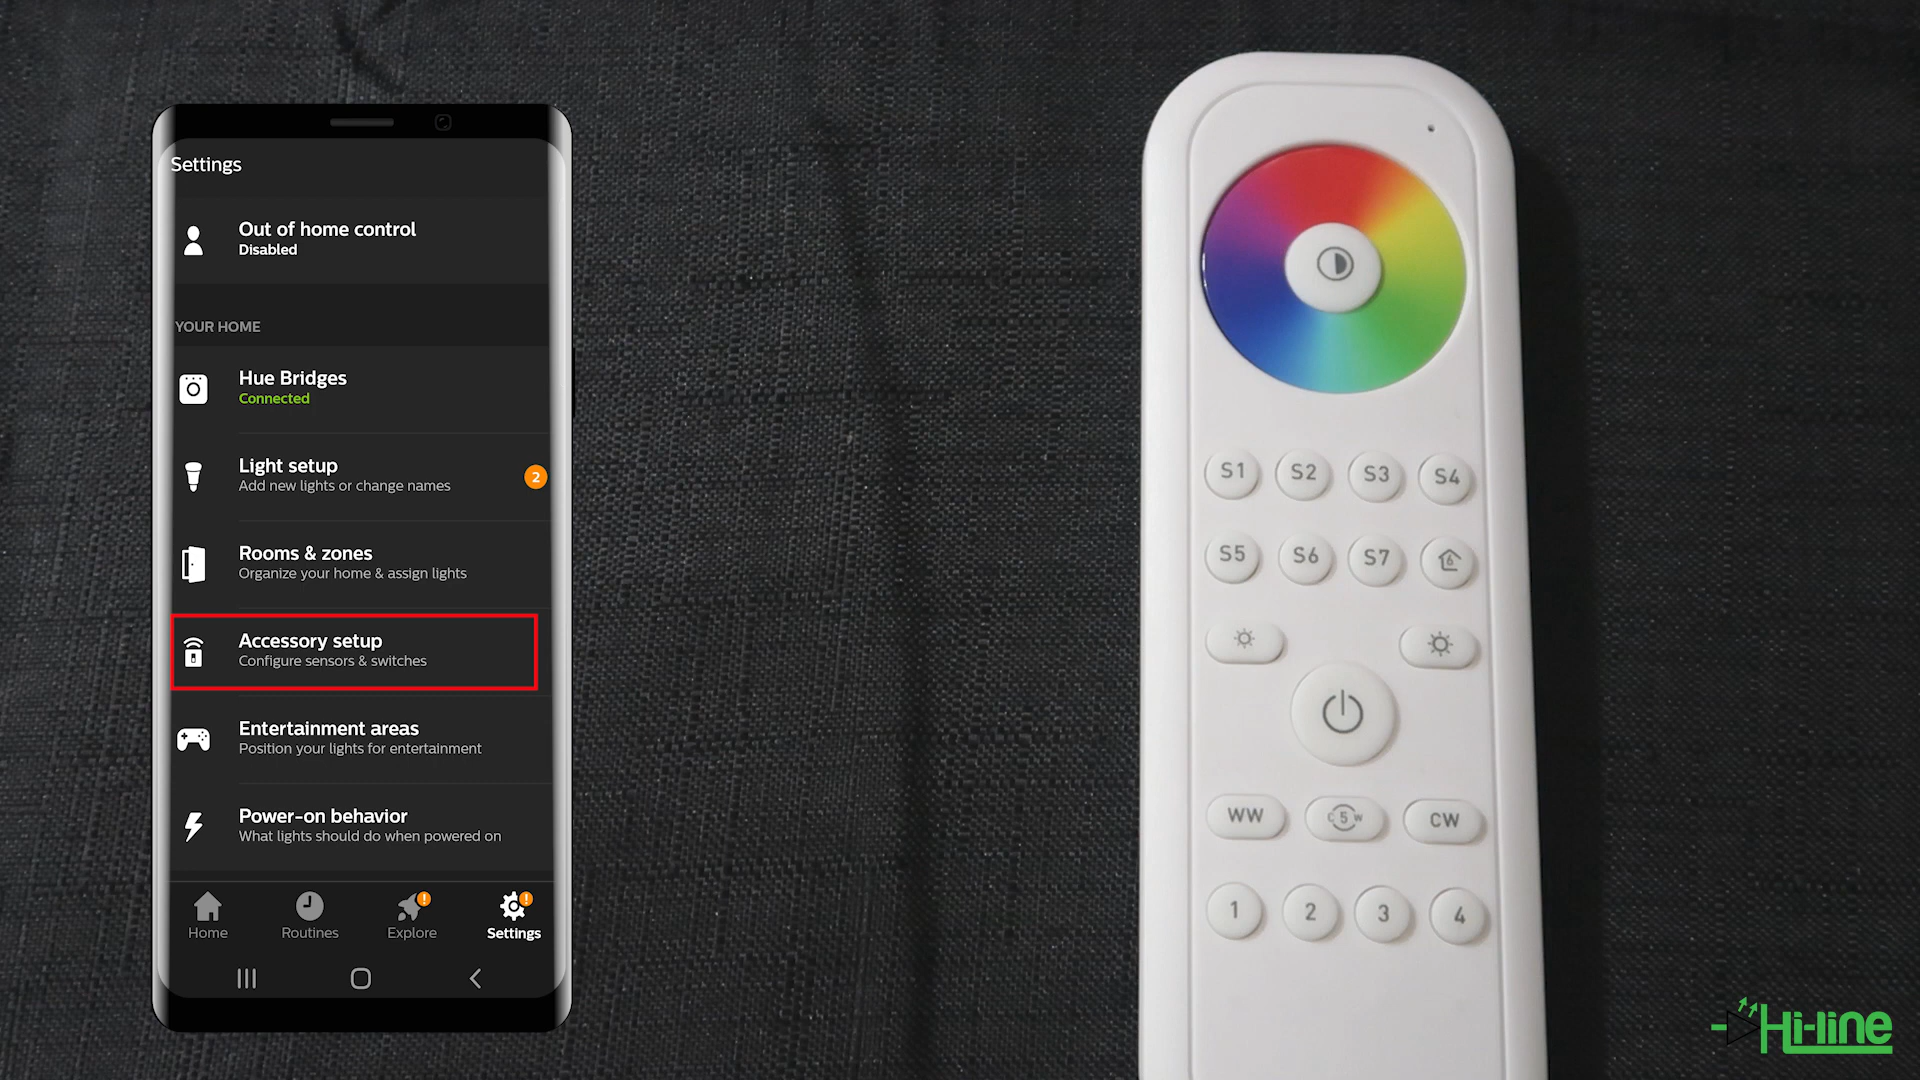 Settings
Out of home control
Disabled
YOUR HOME
Hue Bridges
Connected
Light setup
Add new lights or change names
2
Rooms & zones
Organize your home & assign lights
Accessory setup
Configure sensors & switches
Entertainment areas
Position your lights for entertainment
Power-on behavior
What lights should do when powered on
! !
Home Routines Explore Settings
S1 S2 S3 S4
S5 S6 S7 6
WW C 5 W CW
1 2 3 4
Hi-line